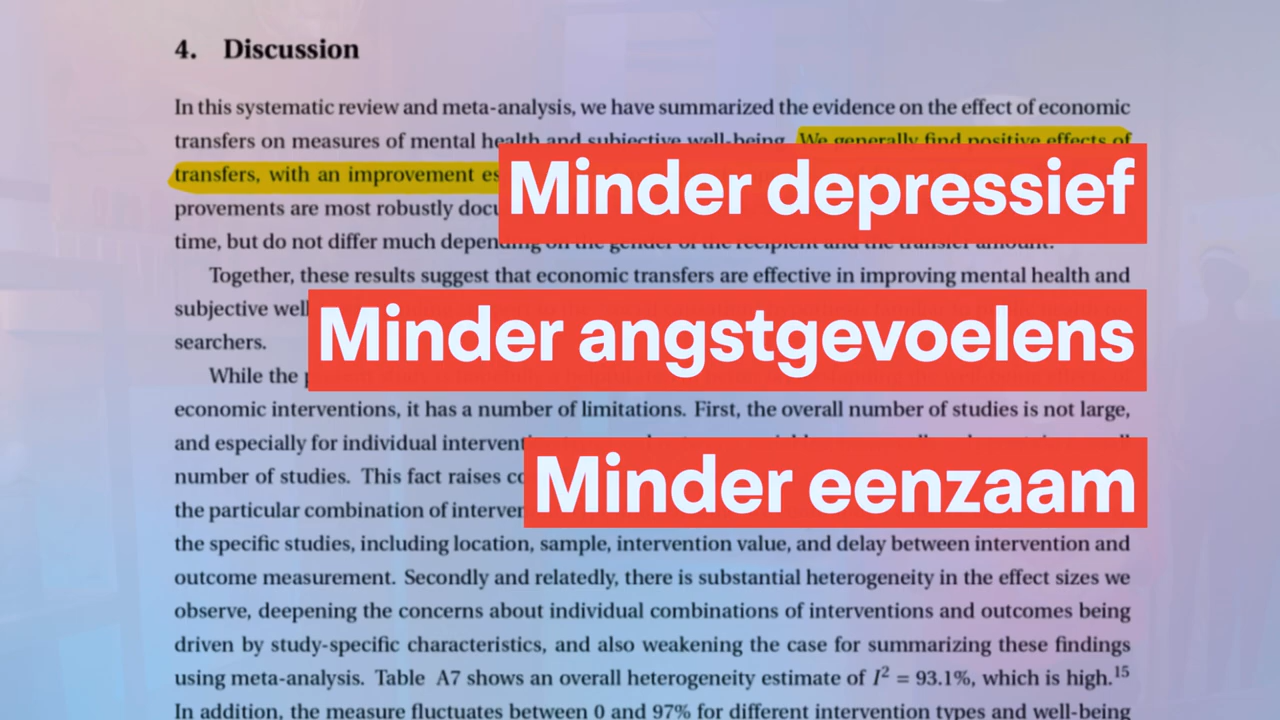 4. Discussion
In this systematic review and meta-analysis, we have summarized the evidence on the effect of economic
transfers on measures of mental health and subjective well-being. We generally find positive effects of
transfers, with an improvement
Minder depressief
provements are most robustly
time, but do not differ much depending on the gender of the recipient and the transfer amount.
Together, these results suggest that economic transfers are effective in improving mental health and
subjective
Minder angstgevoelens
searchers.
While the
economic interventions, it has a number of limitations. First, the overall number of studies is not large,
and especially for individual
Minder eenzaam
number of studies. This fact raises
the particular combination of
the specific studies, including location, sample, intervention value, and delay between intervention and
outcome measurement. Secondly and relatedly, there is substantial heterogeneity in the effect sizes we
observe, deepening the concerns about individual combinations of interventions and outcomes being
driven by study-specific characteristics, and also weakening the case for summarizing these findings
using meta-analysis. Table A7 shows an overall heterogeneity estimate of I² = 93.1%, which is high.¹⁵
In addition, the measure fluctuates between 0 and 97% for different intervention types and well-being